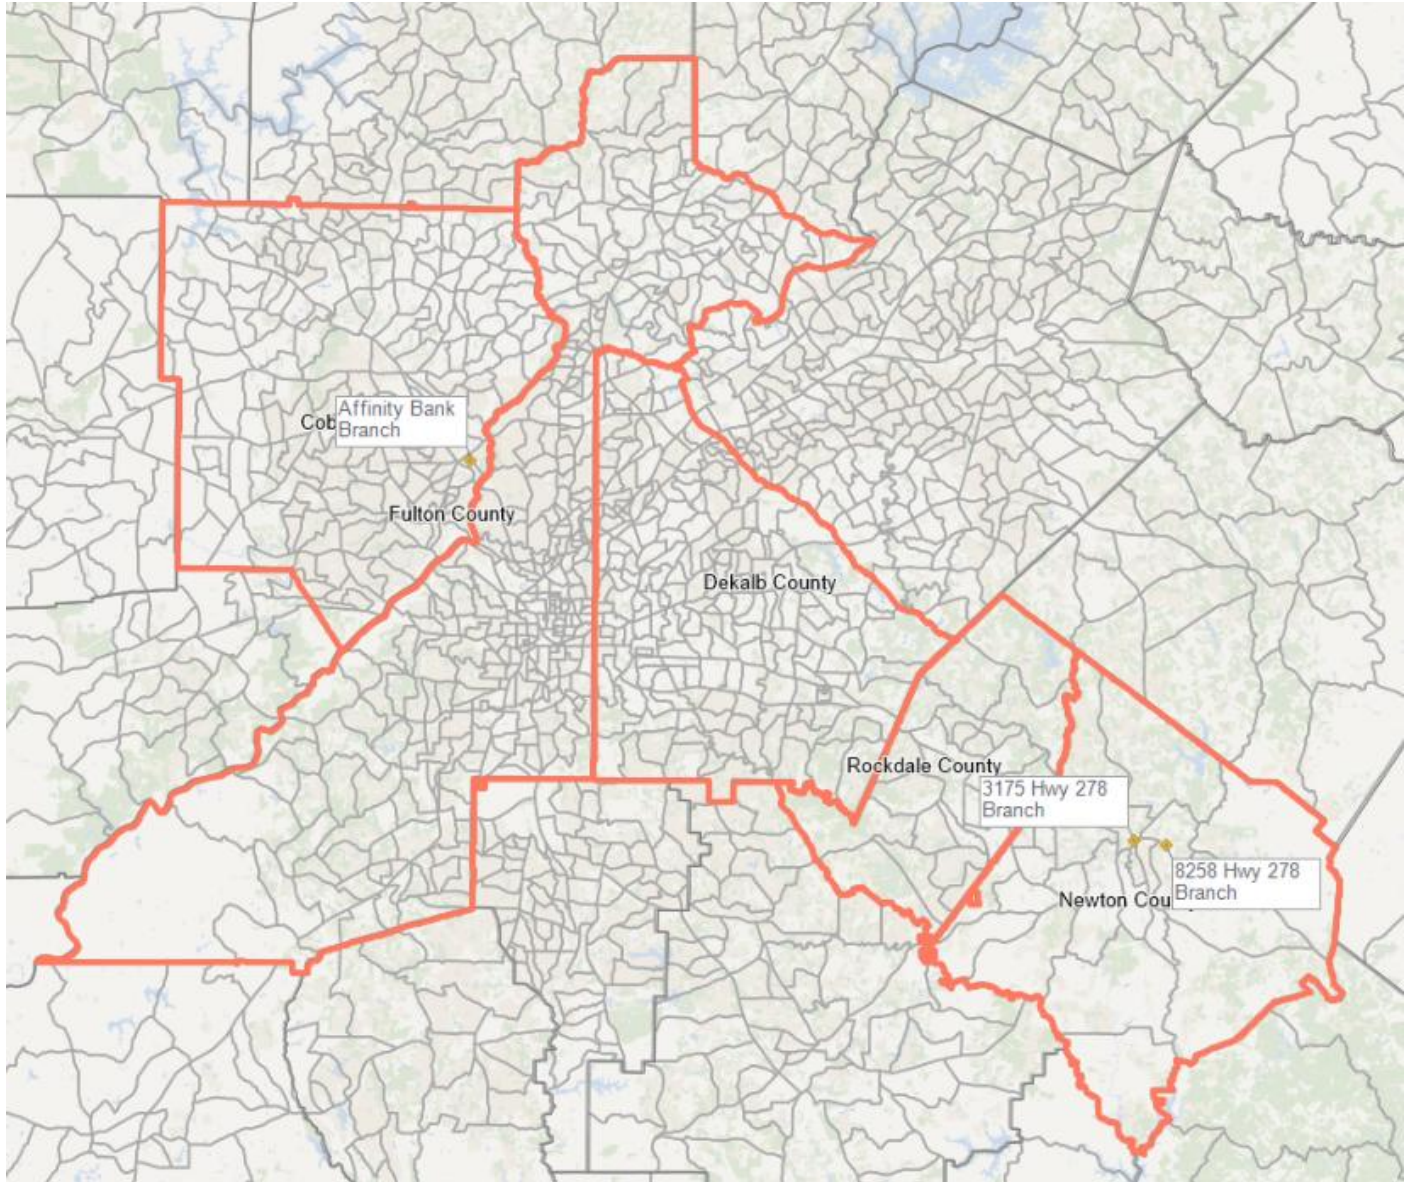 Affinity Bank
Branch
Cob
Fulton County
Dekalb County
Rockdale County
3175 Hwy 278
Branch
8258 Hwy 278
Branch
Newton Cou